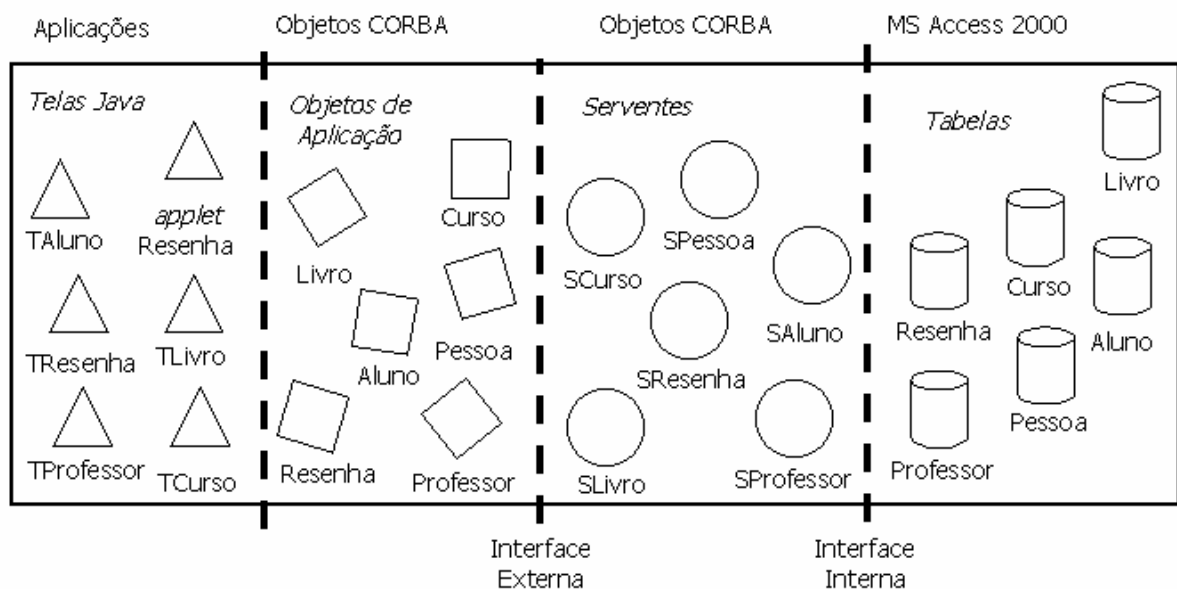 Aplicações
Objetos CORBA
Objetos CORBA
MS Access 2000
Telas Java
TAluno
applet
Resenha
TResenha
TLivro
TProfessor
TCurso
Objetos de
Aplicação
Curso
Livro
Aluno
Pessoa
Resenha
Professor
Serventes
SPessoa
SCurso
SAluno
SResenha
SLivro
SProfessor
Tabelas
Livro
Curso
Resenha
Aluno
Pessoa
Professor
Interface
Externa
Interface
Interna